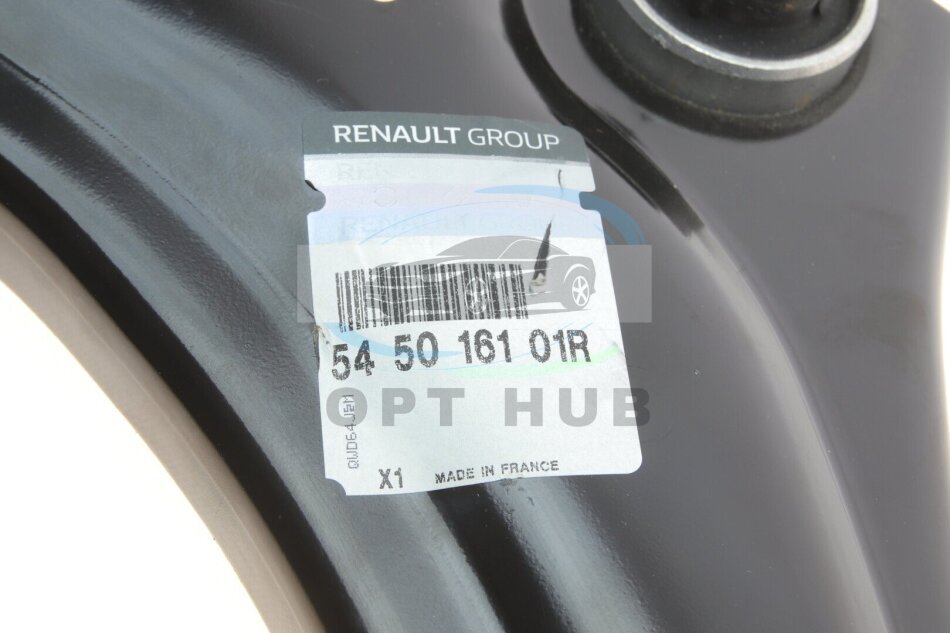 RENAULT GROUP
54 50 161 01R
OPT HUB
X1 MADE IN FRANCE